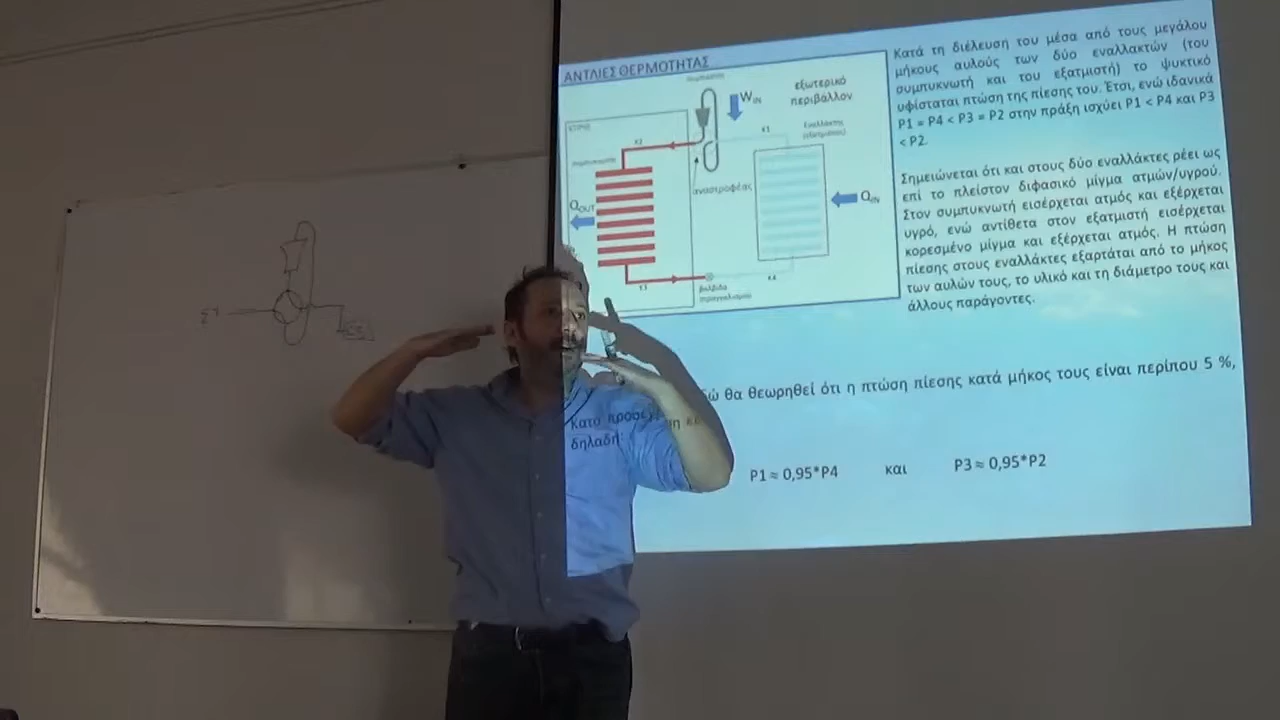 ΑΝΤΛΙΕΣ ΘΕΡΜΟΤΗΤΑΣ
W IN
εξωτερικό
περιβάλλον
Εναλλάκτης
(εξατμιστής)
αναστροφέας
Q OUT
Q IN
βαλβίδα
στραγγαλισμού
Κατά τη διέλευσή του μέσα από τους μεγάλου
μήκους αυλούς των δύο εναλλακτών (του
συμπυκνωτή και του εξατμιστή) το ψυκτικό
υφίσταται πτώση της πίεσης του. Έτσι, ενώ ιδανικά
P1 = P4 < P3 = P2 στην πράξη ισχύει P1 < P4 και P3
< P2.
Σημειώνεται ότι και στους δύο εναλλάκτες ρέει ως
επί το πλείστον διφασικό μίγμα ατμών/υγρού.
Στον συμπυκνωτή εισέρχεται ατμός και εξέρχεται
υγρό, ενώ αντίθετα στον εξατμιστή εισέρχεται
κορεσμένο μίγμα και εξέρχεται ατμός. Η πτώση
πίεσης στους εναλλάκτες εξαρτάται από το μήκος
των αυλών τους, το υλικό και τη διάμετρο τους και
άλλους παράγοντες.
Κατά
θα θεωρηθεί ότι η πτώση πίεσης κατά μήκος τους είναι περίπου 5 %,
δηλαδή:
P1 ≈ 0,95*P4 και P3 ≈ 0,95*P2